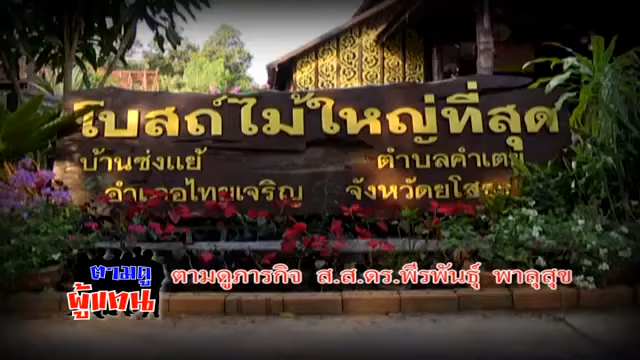 โบสถ์ไม้ใหญ่ที่สุด
บ้านซ่งแย้ ตำบลคำเตย
อำเภอไทยเจริญ จังหวัดยโสธร
ตามดู
ผู้แทน
ตามดูภารกิจ ส.ส.ดร.พีรพันธุ์ พาลุสุข